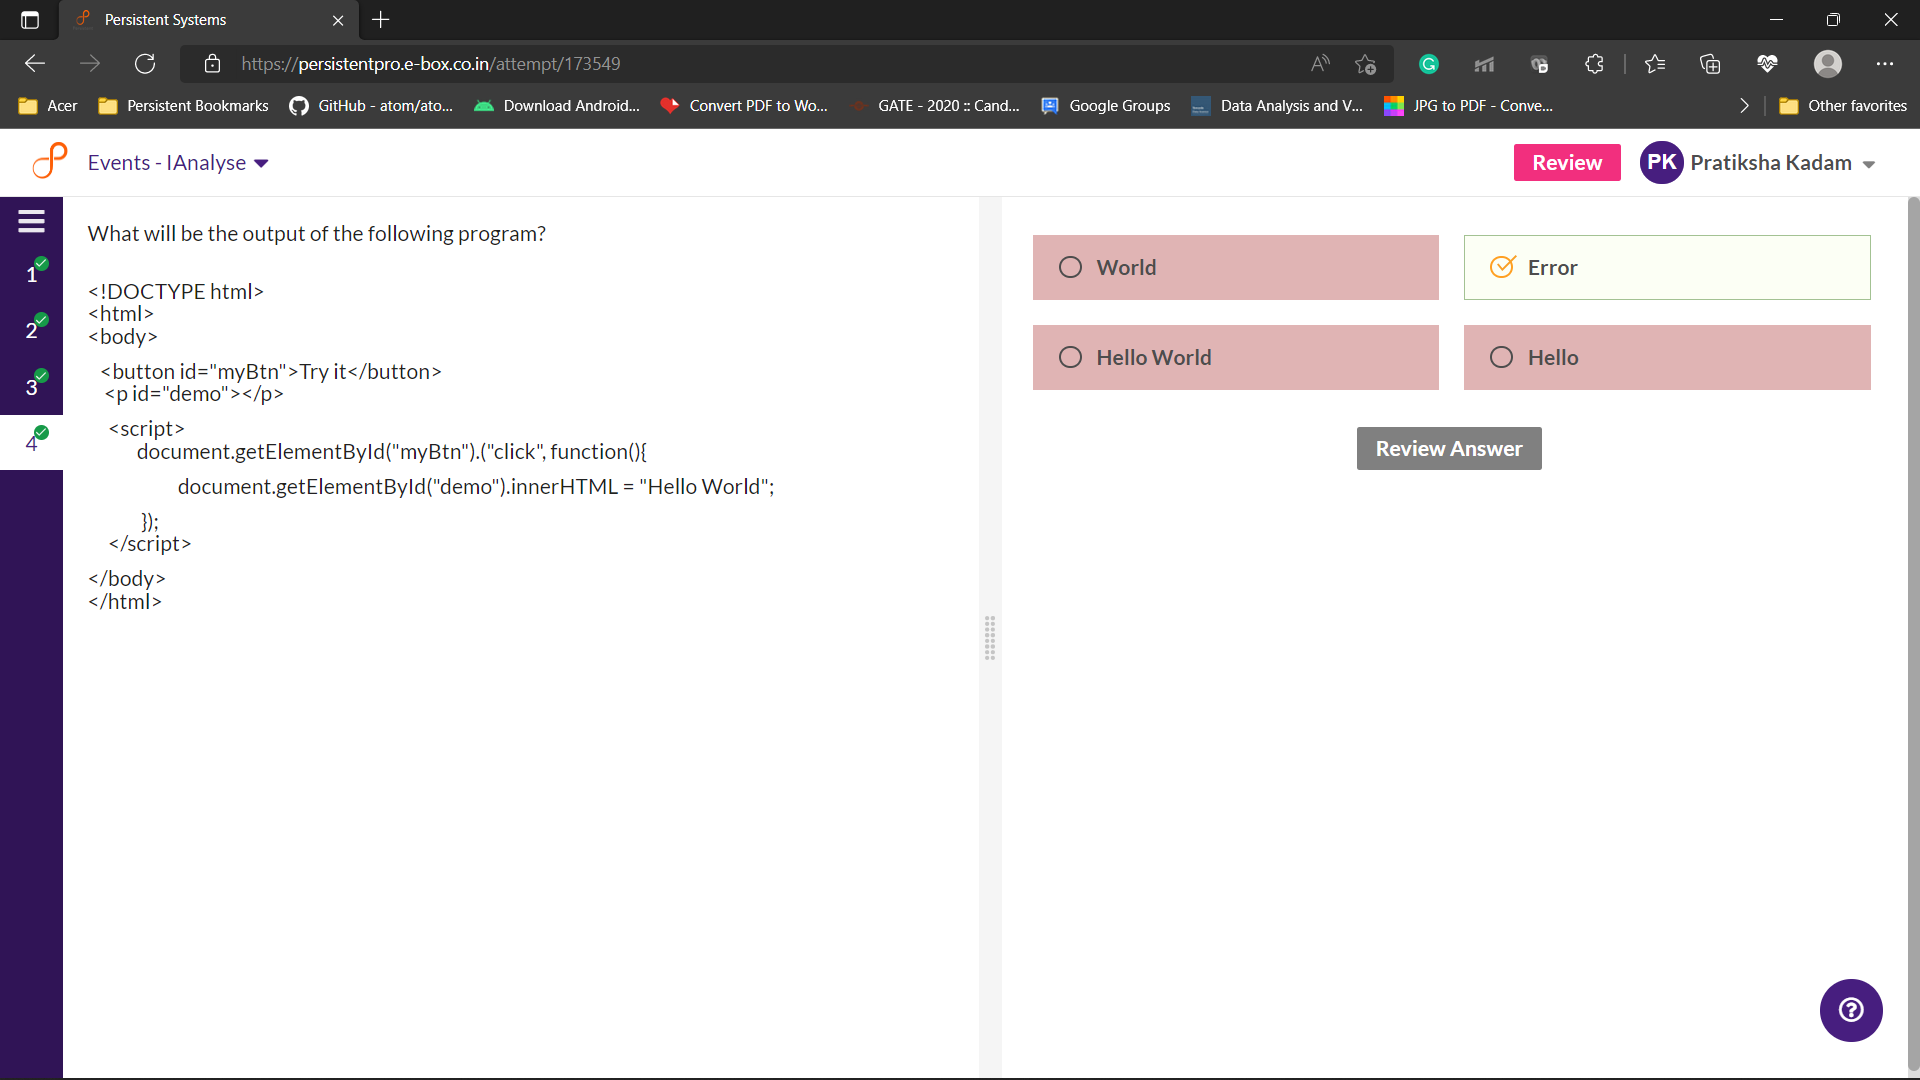 Persistent Systems
https://persistentpro.e-box.co.in/attempt/173549
Acer
Persistent Bookmarks
GitHub - atom/ato...
Download Android...
Convert PDF to Wo...
GATE - 2020 :: Cand...
Google Groups
Data Analysis and V...
JPG to PDF - Conve...
Other favorites
Events - IAnalyse
Review
PK
Pratiksha Kadam
1
2
3
4
What will be the output of the following program?
<!DOCTYPE html>
<html>
<body>
<button id="myBtn">Try it</button>
<p id="demo"></p>
<script>
document.getElementById("myBtn").("click", function(){
document.getElementById("demo").innerHTML = "Hello World";
});
</script>
</body>
</html>
World
Error
Hello World
Hello
Review Answer